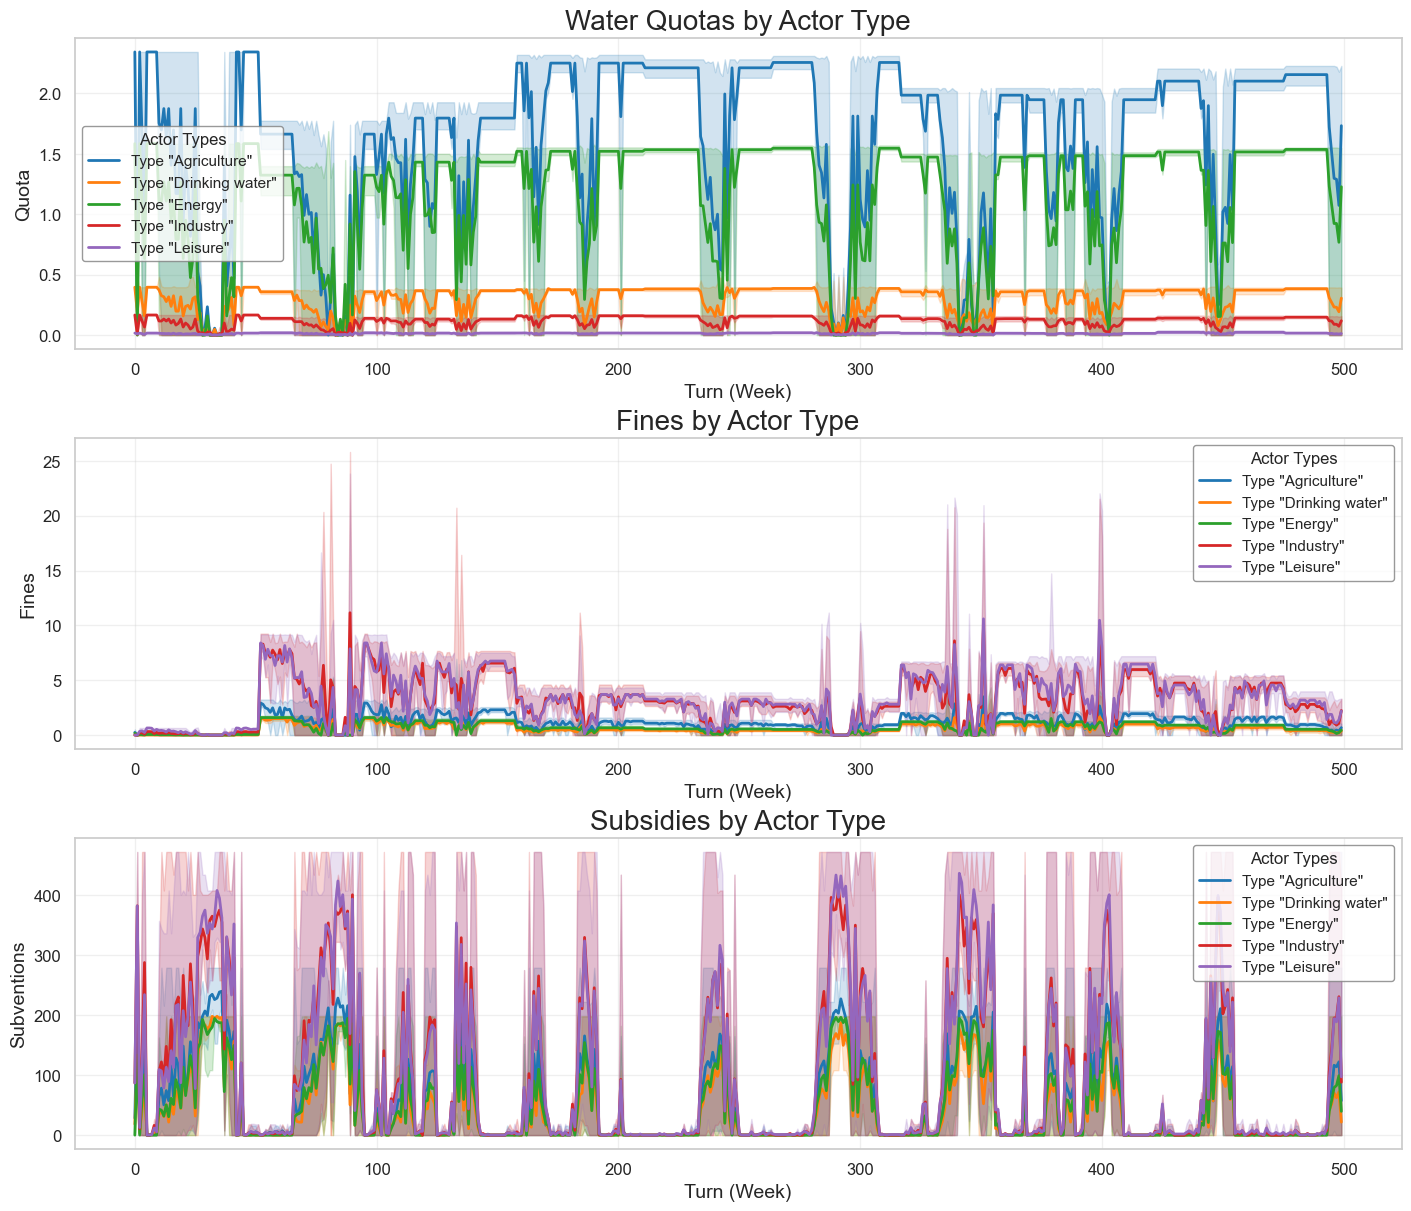 Water Quotas by Actor Type
Quota
2.0
1.5
1.0
0.5
0.0
Actor Types
Type "Agriculture"
Type "Drinking water"
Type "Energy"
Type "Industry"
Type "Leisure"
0 100 200 300 400 500
Turn (Week)
Fines by Actor Type
Fines
25
20
15
10
5
0
Actor Types
Type "Agriculture"
Type "Drinking water"
Type "Energy"
Type "Industry"
Type "Leisure"
0 100 200 300 400 500
Turn (Week)
Subsidies by Actor Type
Subventions
400
300
200
100
0
Actor Types
Type "Agriculture"
Type "Drinking water"
Type "Energy"
Type "Industry"
Type "Leisure"
0 100 200 300 400 500
Turn (Week)